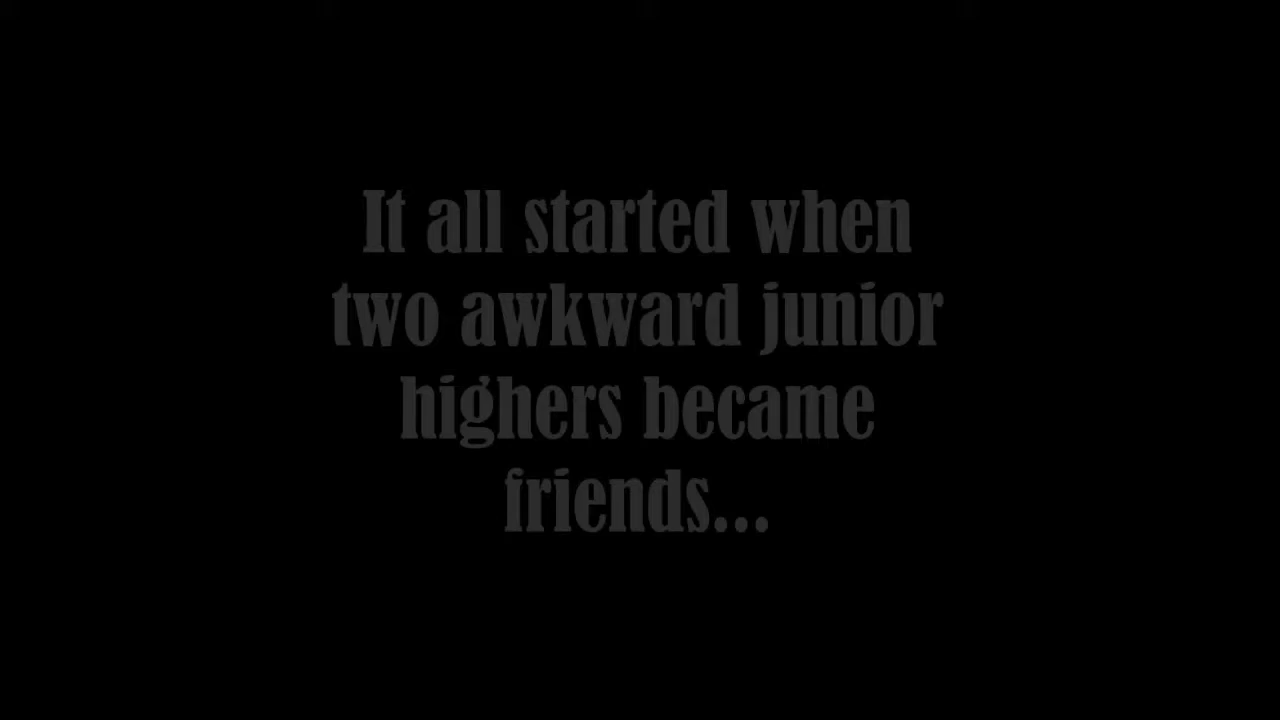 It all started when
two awkward junior
highers became
friends...